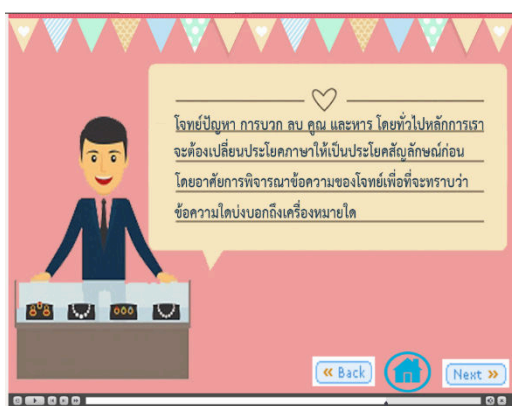 โจทย์ปัญหา การบวก ลบ คูณ และหาร โดยทั่วไปหลักการเรา
จะต้องเปลี่ยนประโยคภาษาให้เป็นประโยคสัญลักษณ์ก่อน
โดยอาศัยการพิจารณาข้อความของโจทย์เพื่อที่จะทราบว่า
ข้อความใดบ่งบอกถึงเครื่องหมายใด
« Back
Next »